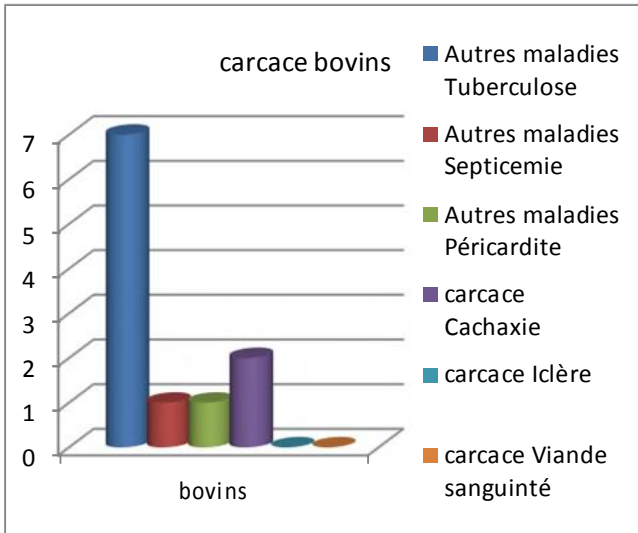 carcace bovins
7
6
5
4
3
2
1
0
bovins
Autres maladies
Tuberculose
Autres maladies
Septicemie
Autres maladies
Péricardite
carcace
Cachaxie
carcace Iclère
carcace Viande
sanguinté